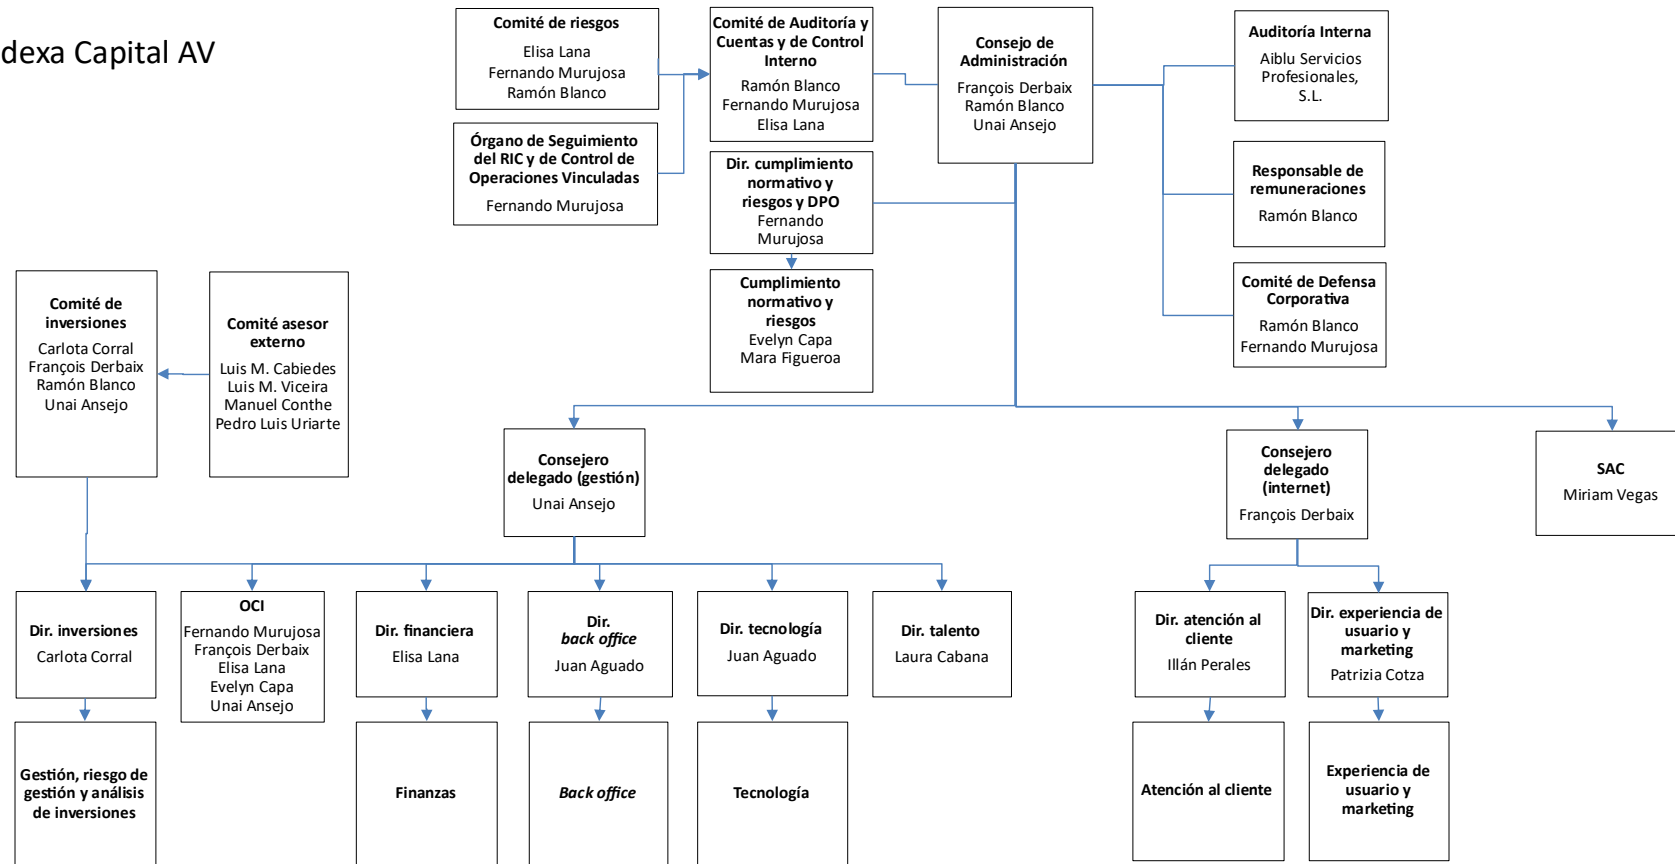 dexa Capital AV
Comité de riesgos
Elisa Lana
Fernando Murujosa
Ramón Blanco
Comité de Auditoría y
Cuentas y de Control
Interno
Ramón Blanco
Fernando Murujosa
Elisa Lana
Consejo de
Administración
François Derbaix
Ramón Blanco
Unai Ansejo
Auditoría Interna
Aiblu Servicios
Profesionales,
S.L.
Órgano de Seguimiento
del RIC y de Control de
Operaciones Vinculadas
Fernando Murujosa
Dir. cumplimiento
normativo y
riesgos y DPO
Fernando
Murujosa
Responsable de
remuneraciones
Ramón Blanco
Cumplimiento
normativo y
riesgos
Evelyn Capa
Mara Figueroa
Comité de Defensa
Corporativa
Ramón Blanco
Fernando Murujosa
Comité de
inversiones
Carlota Corral
François Derbaix
Ramón Blanco
Unai Ansejo
Comité asesor
externo
Luis M. Cabiedes
Luis M. Viceira
Manuel Conthe
Pedro Luis Uriarte
Consejero
delegado (gestión)
Unai Ansejo
Consejero
delegado
(internet)
François Derbaix
SAC
Miriam Vegas
Dir. inversiones
Carlota Corral
OCI
Fernando Murujosa
François Derbaix
Elisa Lana
Evelyn Capa
Unai Ansejo
Dir. financiera
Elisa Lana
Dir.
back office
Juan Aguado
Dir. tecnología
Juan Aguado
Dir. talento
Laura Cabana
Dir. atención al
cliente
Illán Perales
Dir. experiencia de
usuario y
marketing
Patrizia Cotza
Gestión, riesgo de
gestión y análisis
de inversiones
Finanzas
Back office
Tecnología
Atención al cliente
Experiencia de
usuario y
marketing